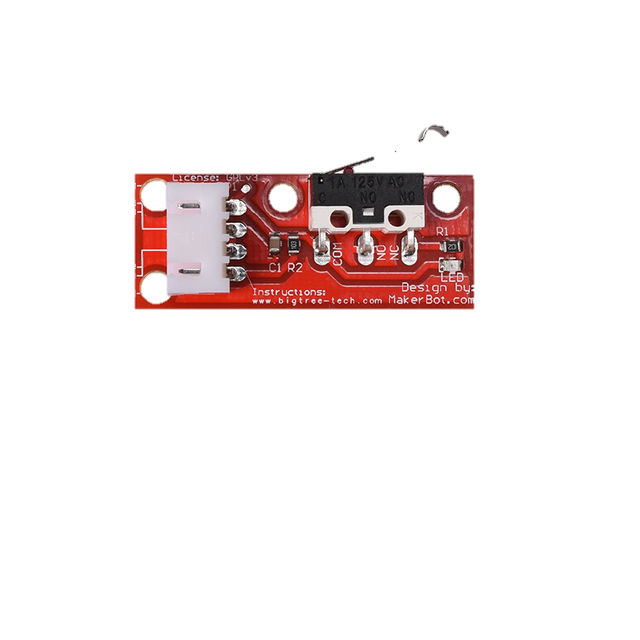 License: GPLv3
1A 125V AC
C NO NC
COM NO NC
R1
C1 R2
LED
Instructions:
Design by:
www.bigtree-tech.com MakerBot.com